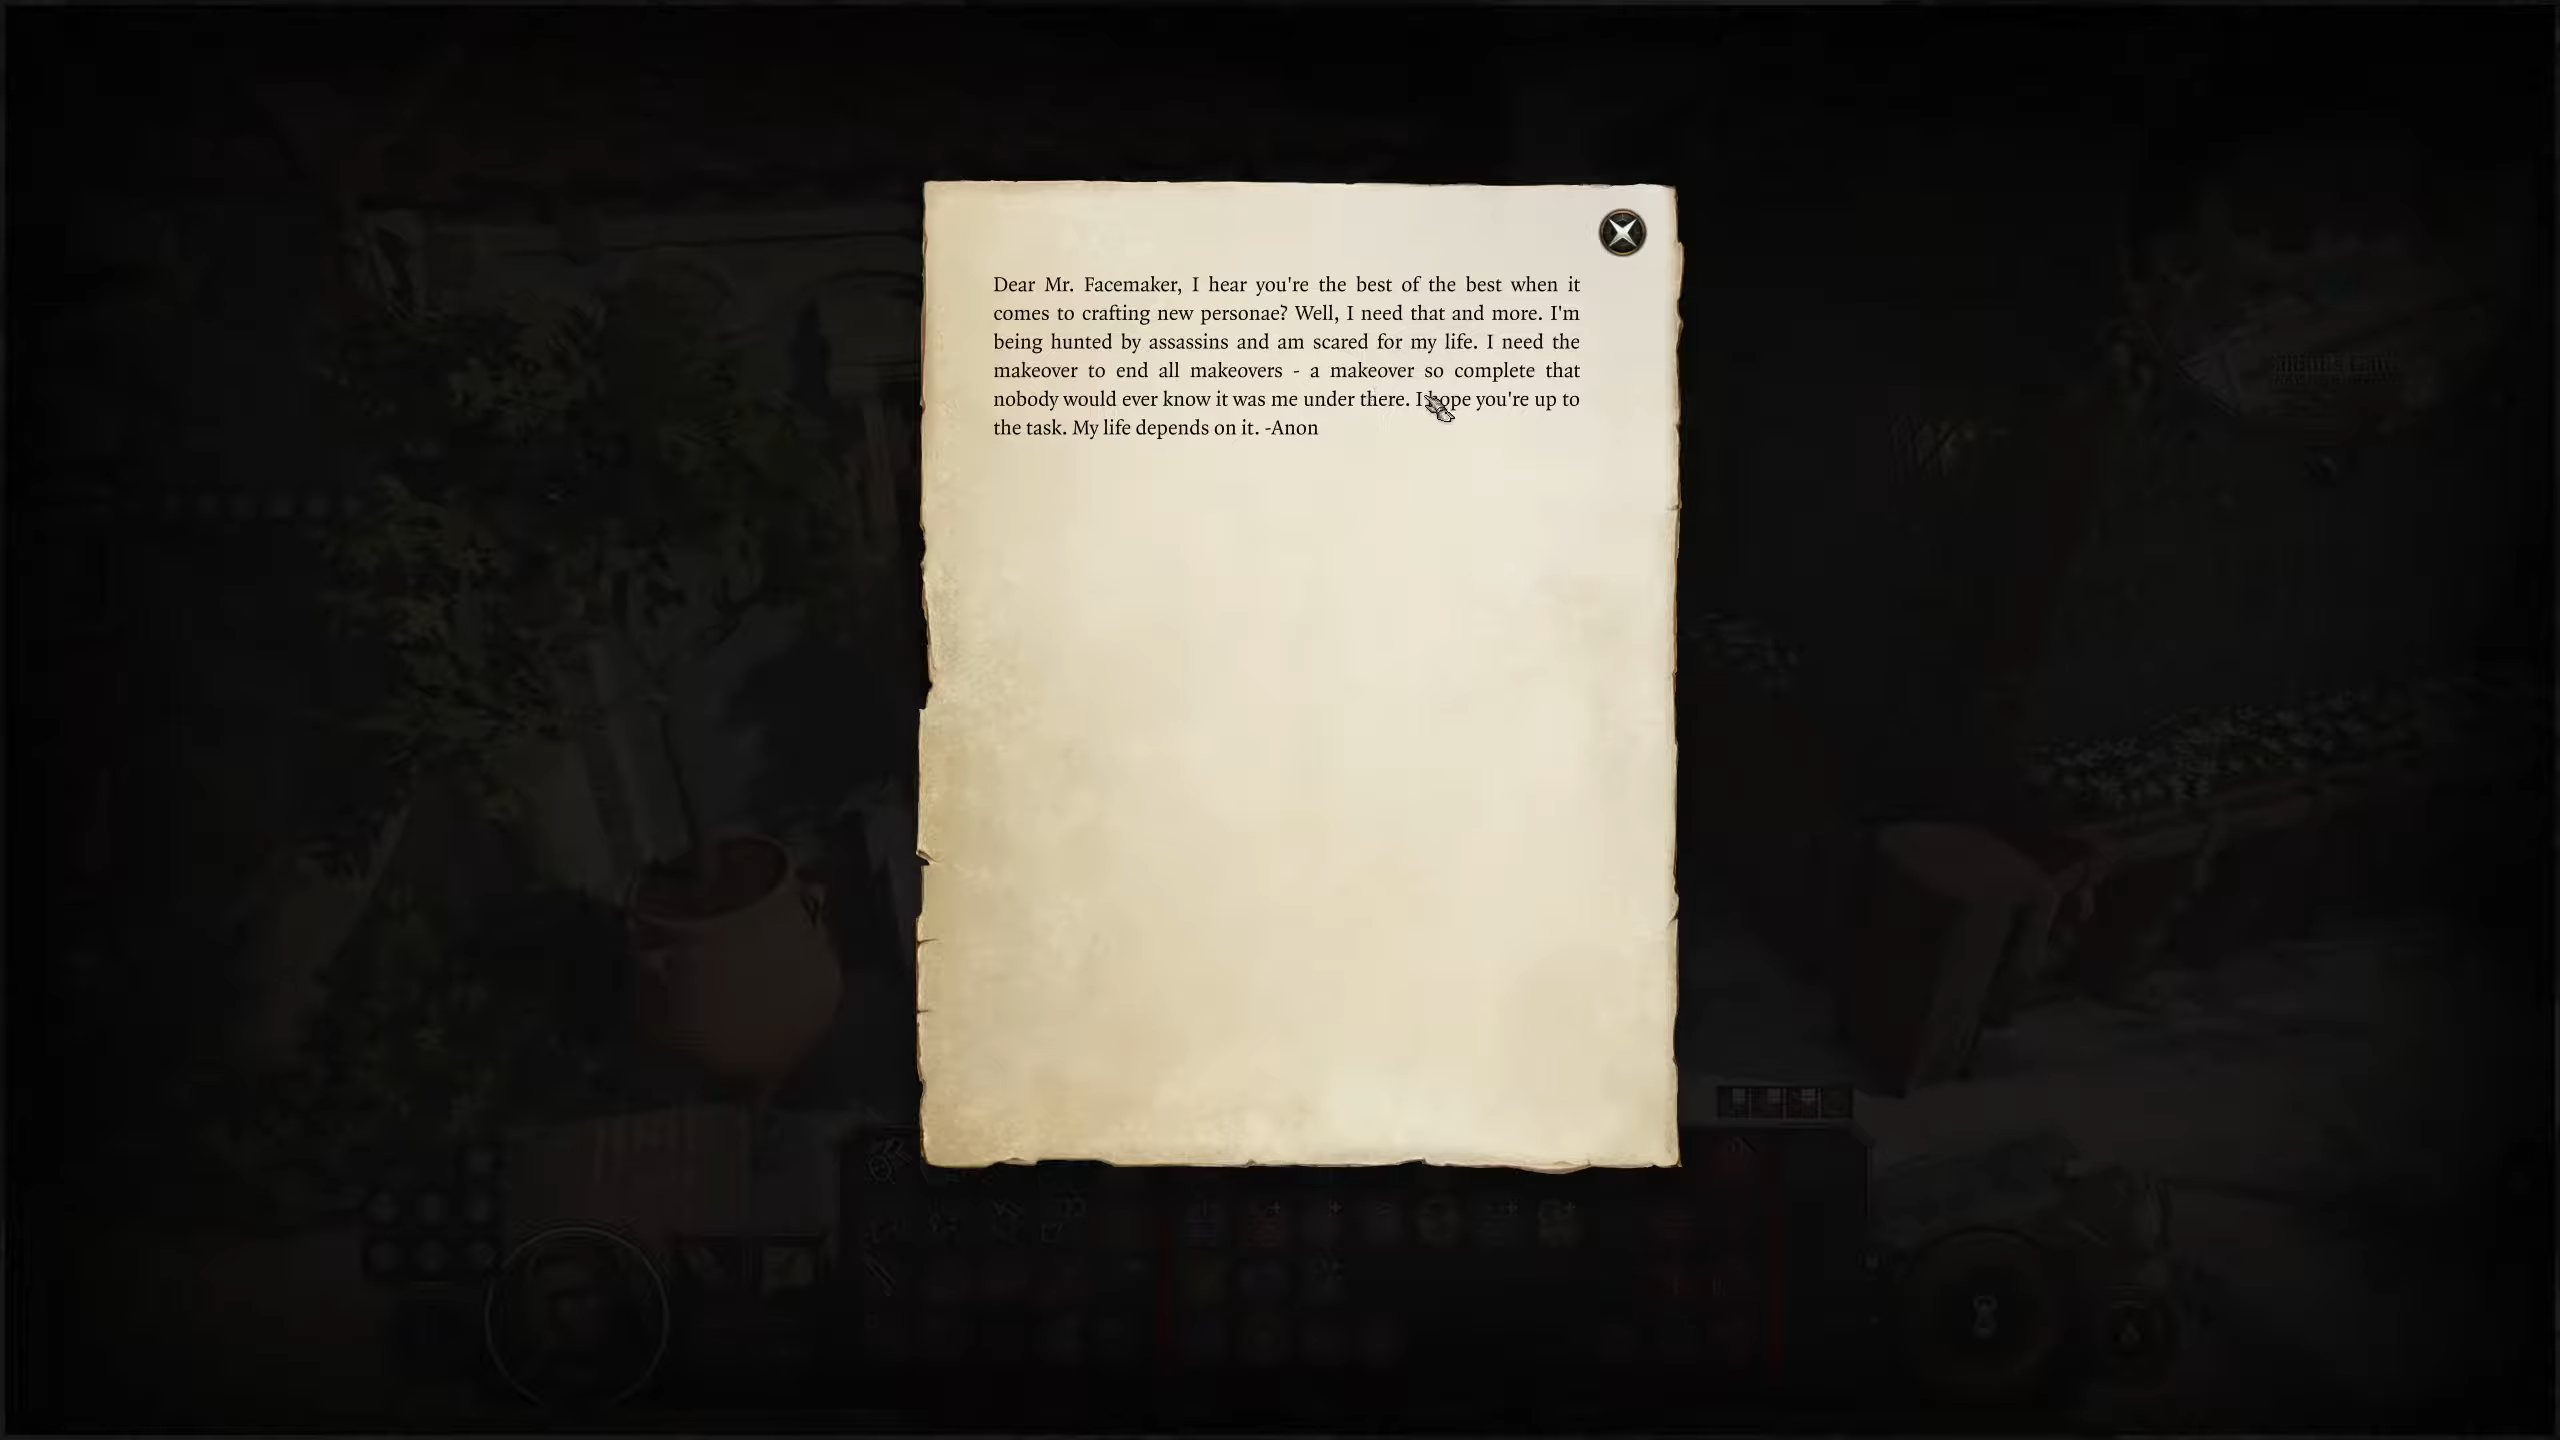 Dear Mr. Facemaker, I hear you're the best of the best when it
comes to crafting new personae? Well, I need that and more. I'm
being hunted by assassins and am scared for my life. I need the
makeover to end all makeovers - a makeover so complete that
nobody would ever know it was me under there. I hope you're up to
the task. My life depends on it. -Anon